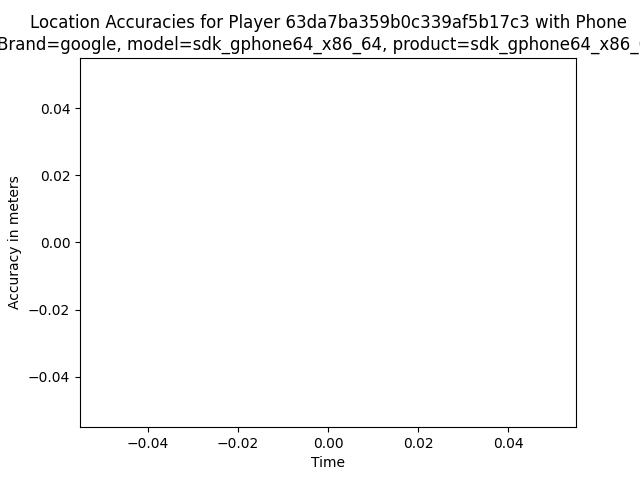 Location Accuracies for Player 63da7ba359b0c339af5b17c3 with Phone
Brand=google, model=sdk_gphone64_x86_64, product=sdk_gphone64_x86_
Accuracy in meters
0.04
0.02
0.00
−0.02
−0.04
−0.04
−0.02
0.00
0.02
0.04
Time